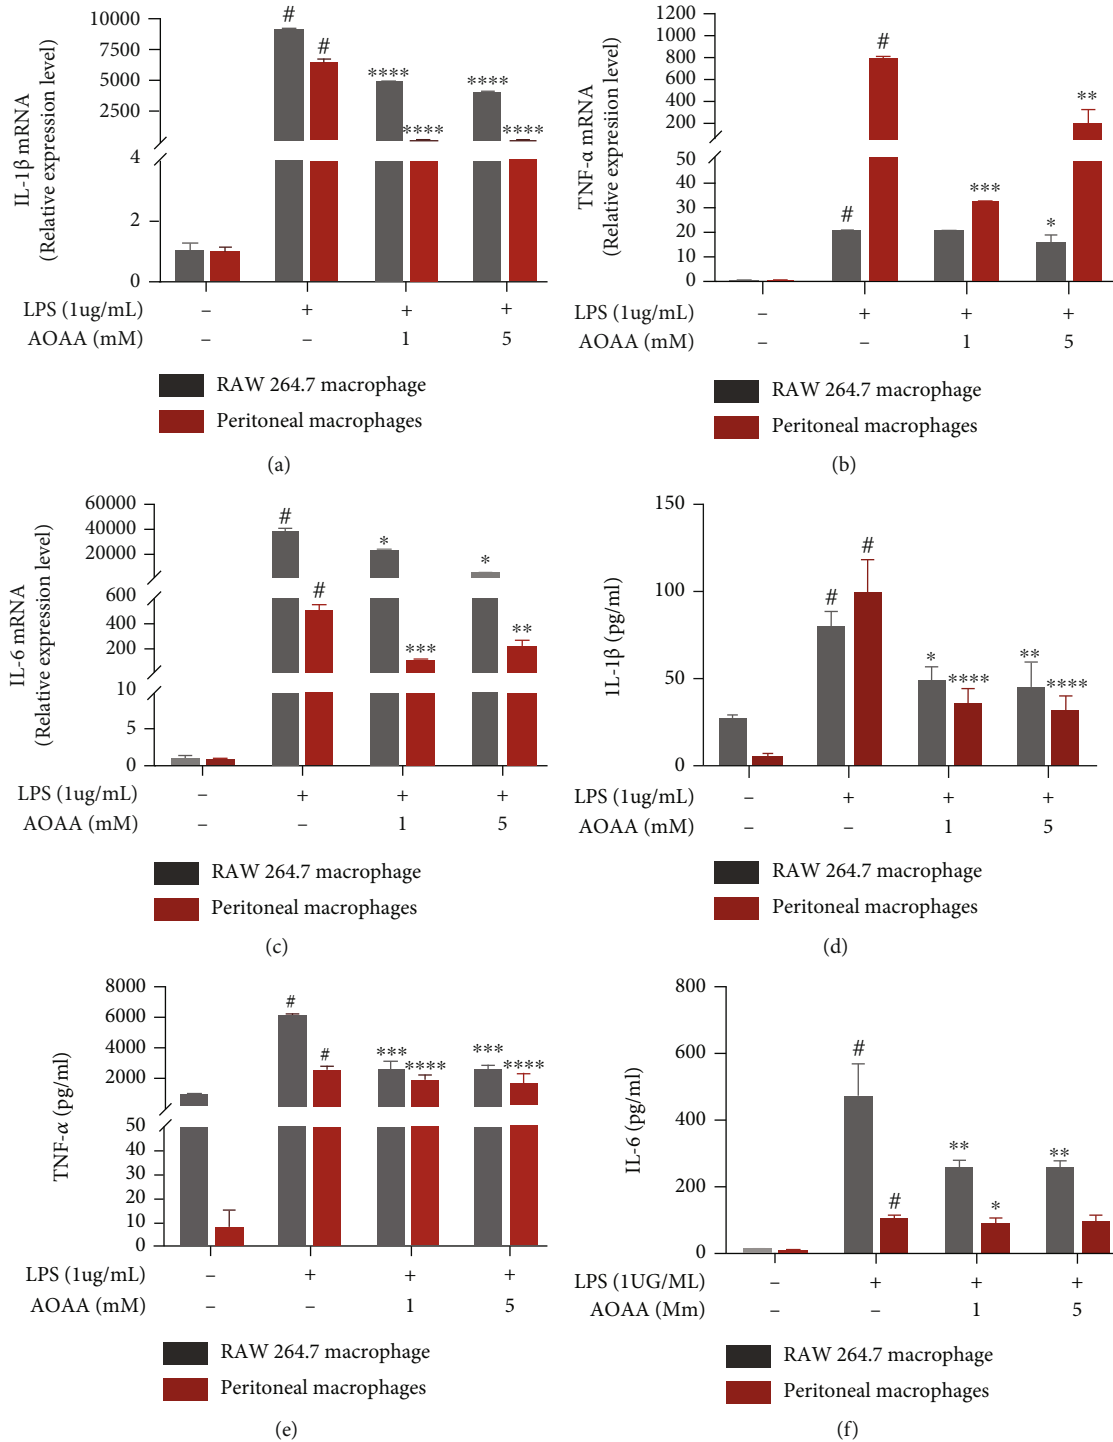 IL-1β mRNA
(Relative expression level)
10000
7500
5000
2500
4
2
0
#
#
****
****
****
****
LPS (1ug/mL) – + + +
AOAA (mM) – – 1 5
RAW 264.7 macrophage
Peritoneal macrophages
(a)
TNF-α mRNA
(Relative expresiion level)
1200
1000
800
600
400
200
50
40
30
20
10
0
#
#
***
*
**
LPS (1ug/mL) – + + +
AOAA (mM) – – 1 5
RAW 264.7 macrophage
Peritoneal macrophages
(b)
IL-6 mRNA
(Relative expression level)
60000
40000
20000
600
400
200
10
5
0
#
#
*
***
*
**
LPS (1ug/mL) – + + +
AOAA (mM) – – 1 5
RAW 264.7 macrophage
Peritoneal macrophages
(c)
1L-1β (pg/ml)
150
100
50
0
#
#
*
****
**
****
LPS (1ug/mL) – + + +
AOAA (mM) – – 1 5
RAW 264.7 macrophage
Peritoneal macrophages
(d)
TNF-α (pg/ml)
8000
6000
4000
2000
50
40
30
20
10
0
#
#
***
****
***
****
LPS (1ug/mL) – + + +
AOAA (mM) – – 1 5
RAW 264.7 macrophage
Peritoneal macrophages
(e)
IL-6 (pg/ml)
800
600
400
200
0
#
#
**
*
**
LPS (1UG/ML) – + + +
AOAA (Mm) – – 1 5
RAW 264.7 macrophage
Peritoneal macrophages
(f)